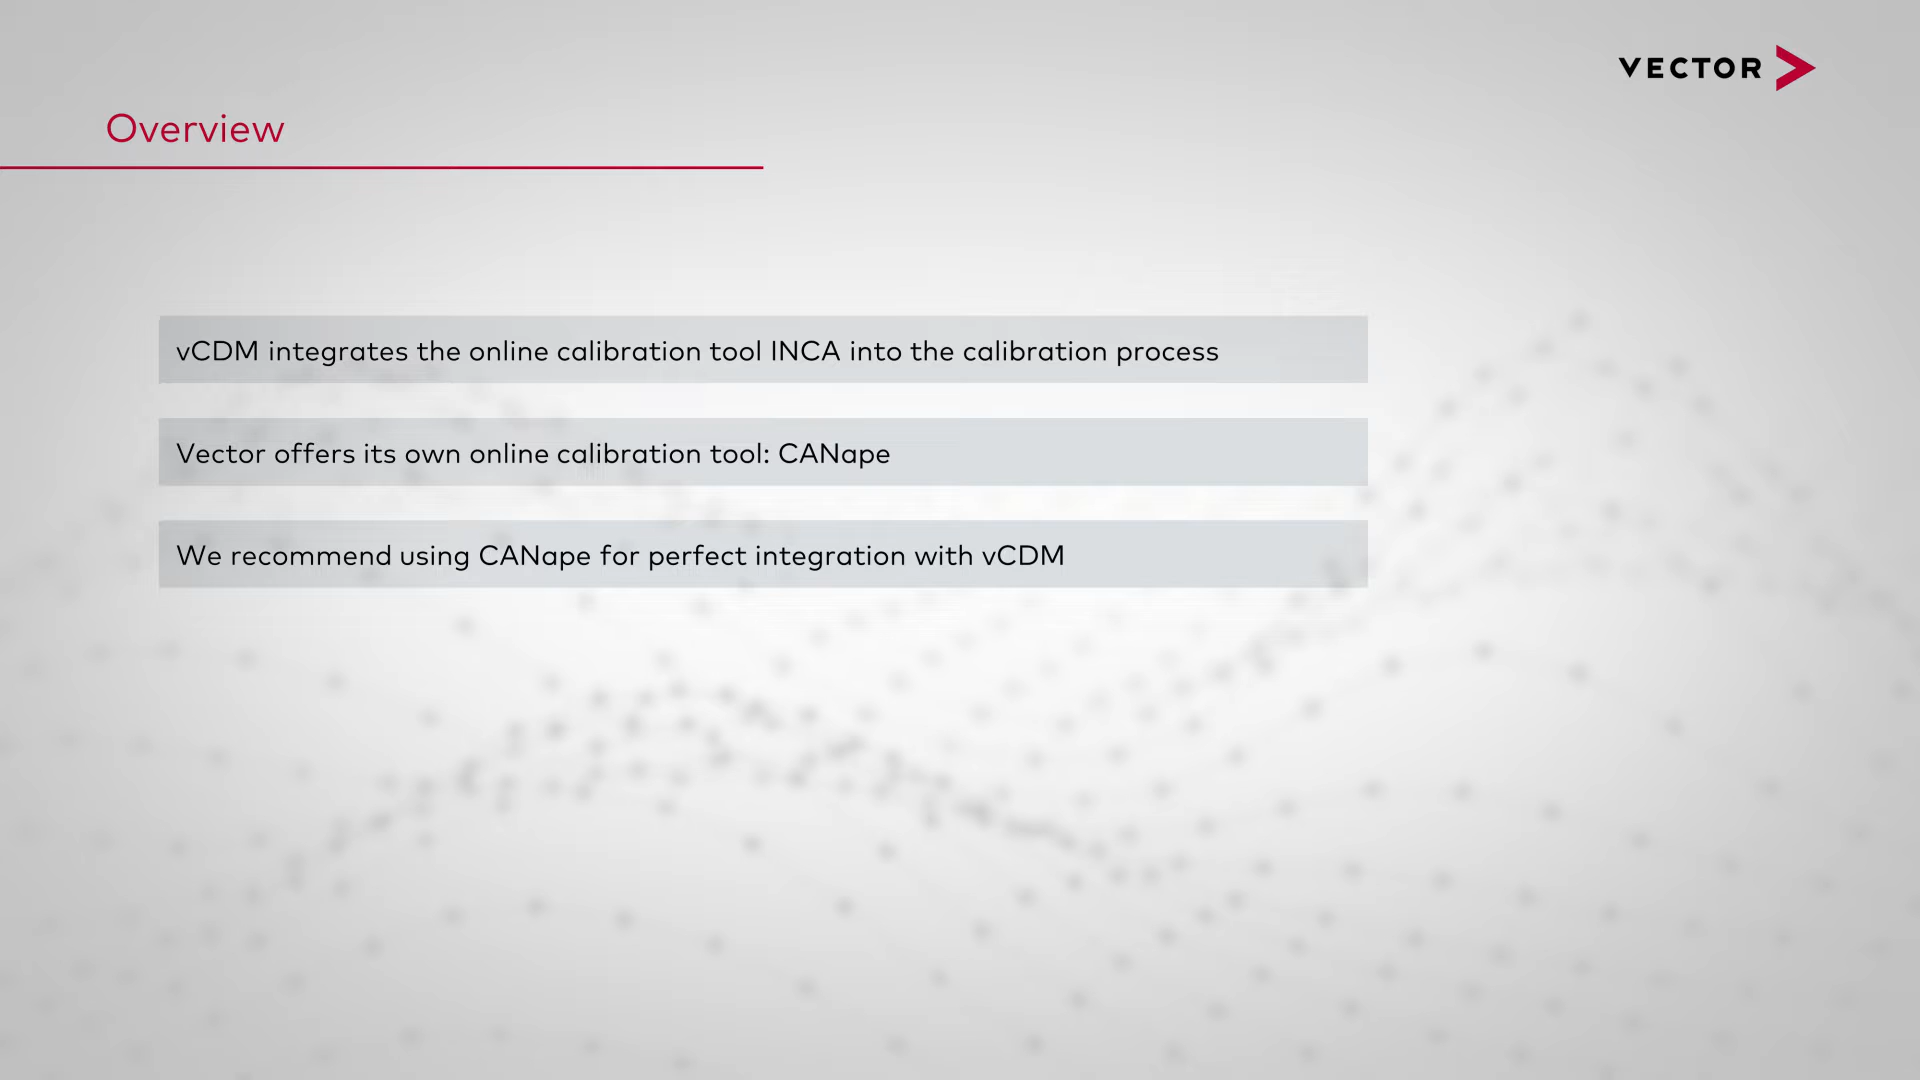 VECTOR
Overview
vCDM integrates the online calibration tool INCA into the calibration process
Vector offers its own online calibration tool: CANape
We recommend using CANape for perfect integration with vCDM